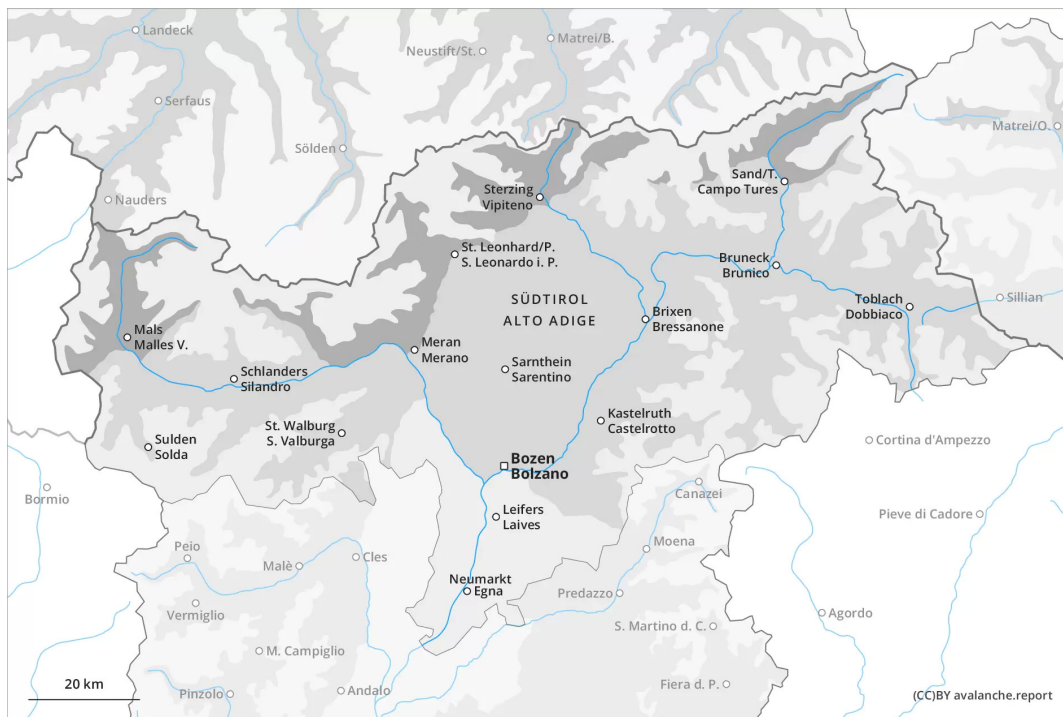 Landeck
Neustift/St.
Matrei/B.
Serfaus
Matrei/O.
Sölden
Nauders
Sterzing
Vipiteno
Sand/T.
Campo Tures
St. Leonhard/P.
S. Leonardo i. P.
Bruneck
Brunico
SÜDTIROL
ALTO ADIGE
Toblach
Dobbiaco
Sillian
Brixen
Bressanone
Mals
Malles V.
Meran
Merano
Schlanders
Silandro
Sarnthein
Sarentino
St. Walburg
S. Valburga
Kastelruth
Castelrotto
Sulden
Solda
Cortina d'Ampezzo
Bozen
Bolzano
Bormio
Canazei
Leifers
Laives
Pieve di Cadore
Peio
Malè
Cles
Moena
Neumarkt
Egna
Predazzo
Vermiglio
Agordo
S. Martino d. C.
M. Campiglio
20 km
Pinzolo
Andalo
Fiera d. P.
(CC)BY avalanche.report